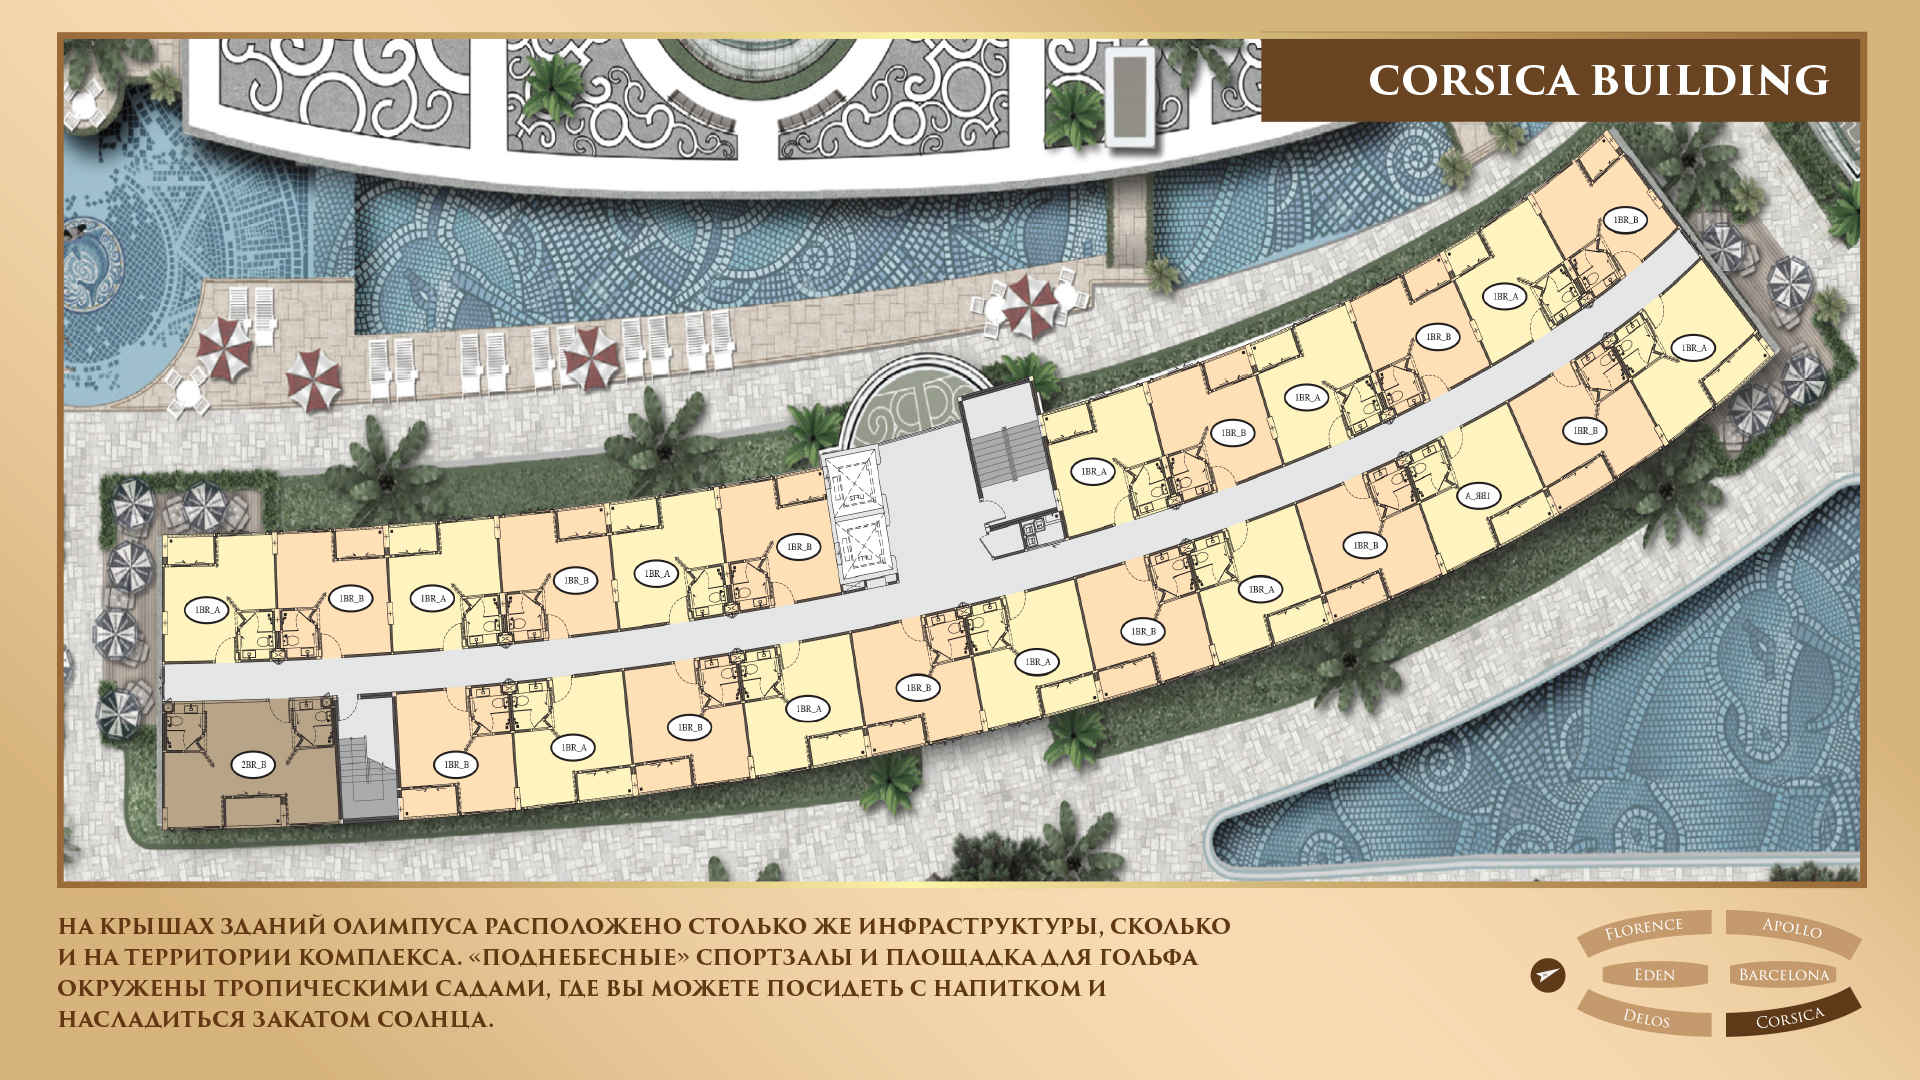 CORSICA BUILDING
1BR_B
1BR_A
1BR_B
1BR_A
1BR_A
1BR_B
1BR_B
1BR_A
1BR_B
1BR_A
1BR_A
LIFTS
LIFTS
1BR_B
1BR_B
1BR_A
1BR_B
1BR_A
1BR_B
1BR_A
1BR_B
1BR_A
1BR_B
1BR_A
1BR_B
1BR_A
1BR_B
1BR_A
1BR_B
2BR_B
НА КРЫШАХ ЗДАНИЙ ОЛИМПУСА РАСПОЛОЖЕНО СТОЛЬКО ЖЕ ИНФРАСТРУКТУРЫ, СКОЛЬКО
И НА ТЕРРИТОРИИ КОМПЛЕКСА. «ПОДНЕБЕСНЫЕ» СПОРТЗАЛЫ И ПЛОЩАДКА ДЛЯ ГОЛЬФА
ОКРУЖЕНЫ ТРОПИЧЕСКИМИ САДАМИ, ГДЕ ВЫ МОЖЕТЕ ПОСИДЕТЬ С НАПИТКОМ И
НАСЛАДИТЬСЯ ЗАКАТОМ СОЛНЦА.
FLORENCE
APOLLO
EDEN
BARCELONA
DELOS
CORSICA